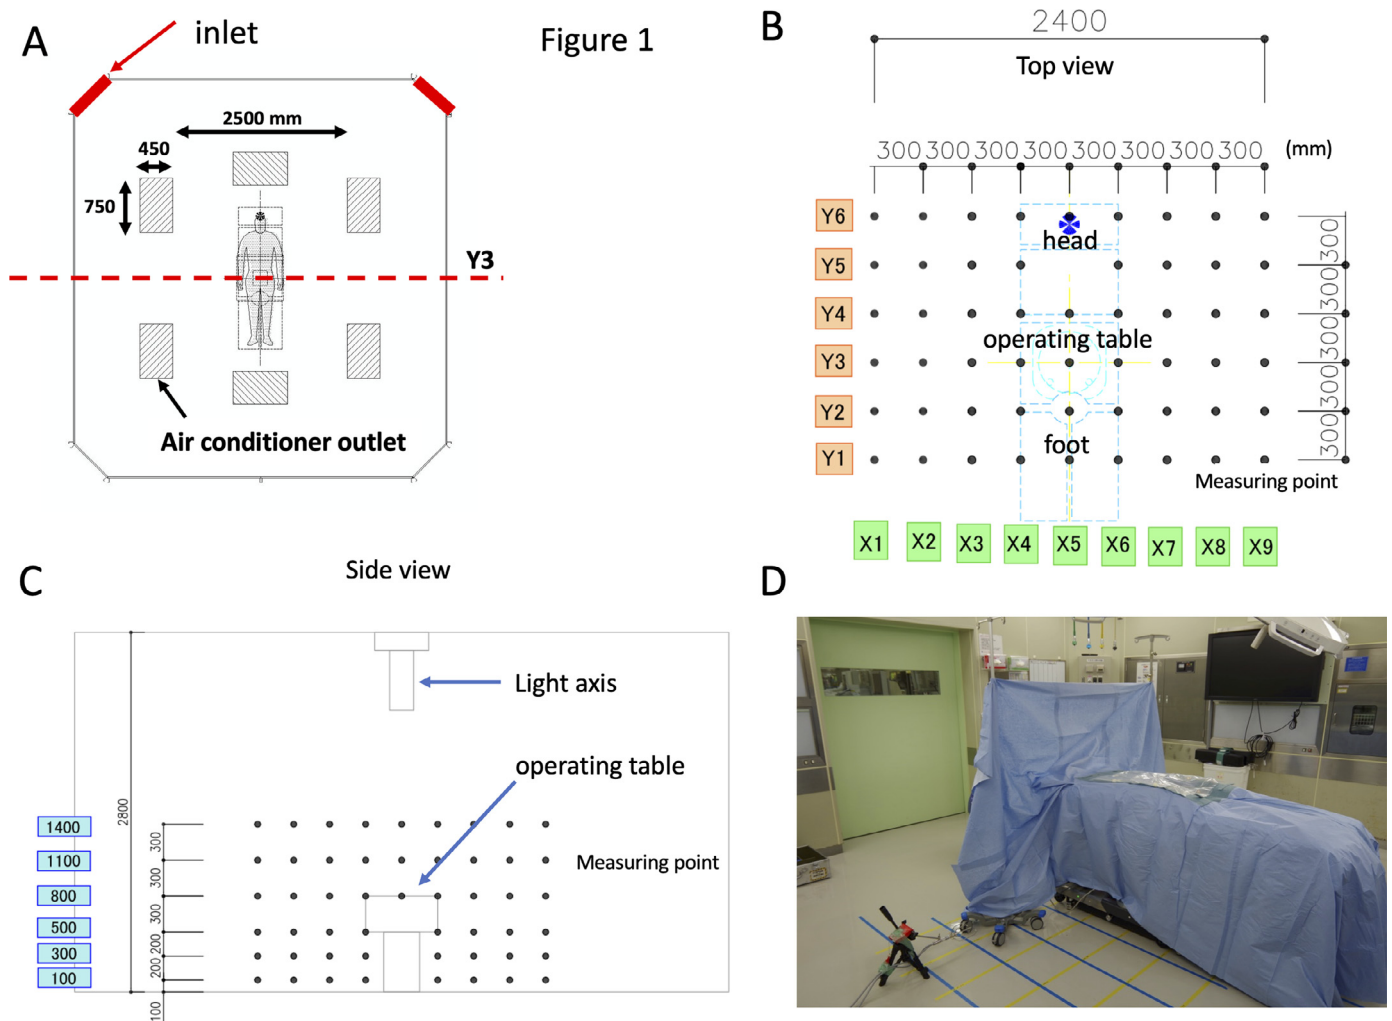 A
inlet
Figure 1
2500 mm
450
750
Y3
Air conditioner outlet
B
2400
Top view
300 300 300 300 300 300 300 300 (mm)
Y6
head
300
Y5
300
Y4
operating table
300
Y3
300
Y2
foot
300
Y1
Measuring point
X1 X2 X3 X4 X5 X6 X7 X8 X9
C
Side view
Light axis
operating table
2800
1400
300
1100
Measuring point
300
800
300
500
200
300
200
100
100
D